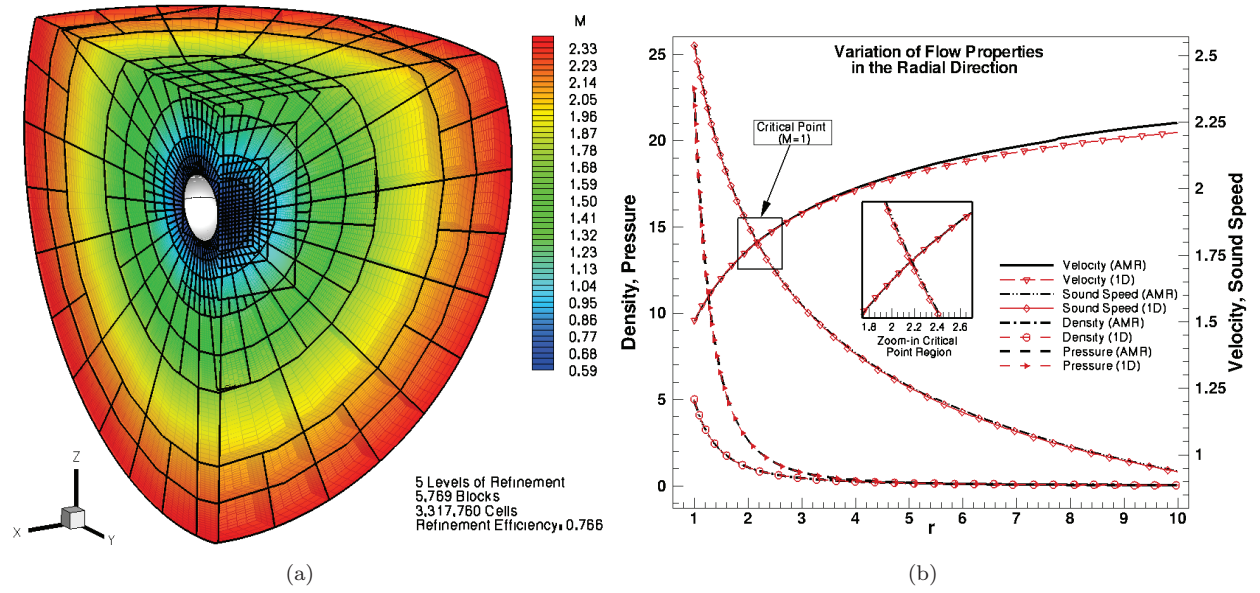 M
2.33
2.23
2.14
2.05
1.96
1.87
1.77
1.68
1.59
1.50
1.41
1.32
1.23
1.13
1.04
0.95
0.86
0.77
0.68
0.59
Z
X
Y
5 Levels of Refinement
5,769 Blocks
3,317,760 Cells
Refinement Efficiency: 0.766
(a)
Variation of Flow Properties
in the Radial Direction
Density, Pressure
25
20
15
10
5
0
Critical Point
(M=1)
1.8 2 2.2 2.4 2.6
Zoom-in Critical
Point Region
Velocity (AMR)
Velocity (1D)
Sound Speed (AMR)
Sound Speed (1D)
Density (AMR)
Density (1D)
Pressure (AMR)
Pressure (1D)
2.5
2.25
2
1.75
1.5
1.25
1
Velocity, Sound Speed
1 2 3 4 5 6 7 8 9 10
r
(b)